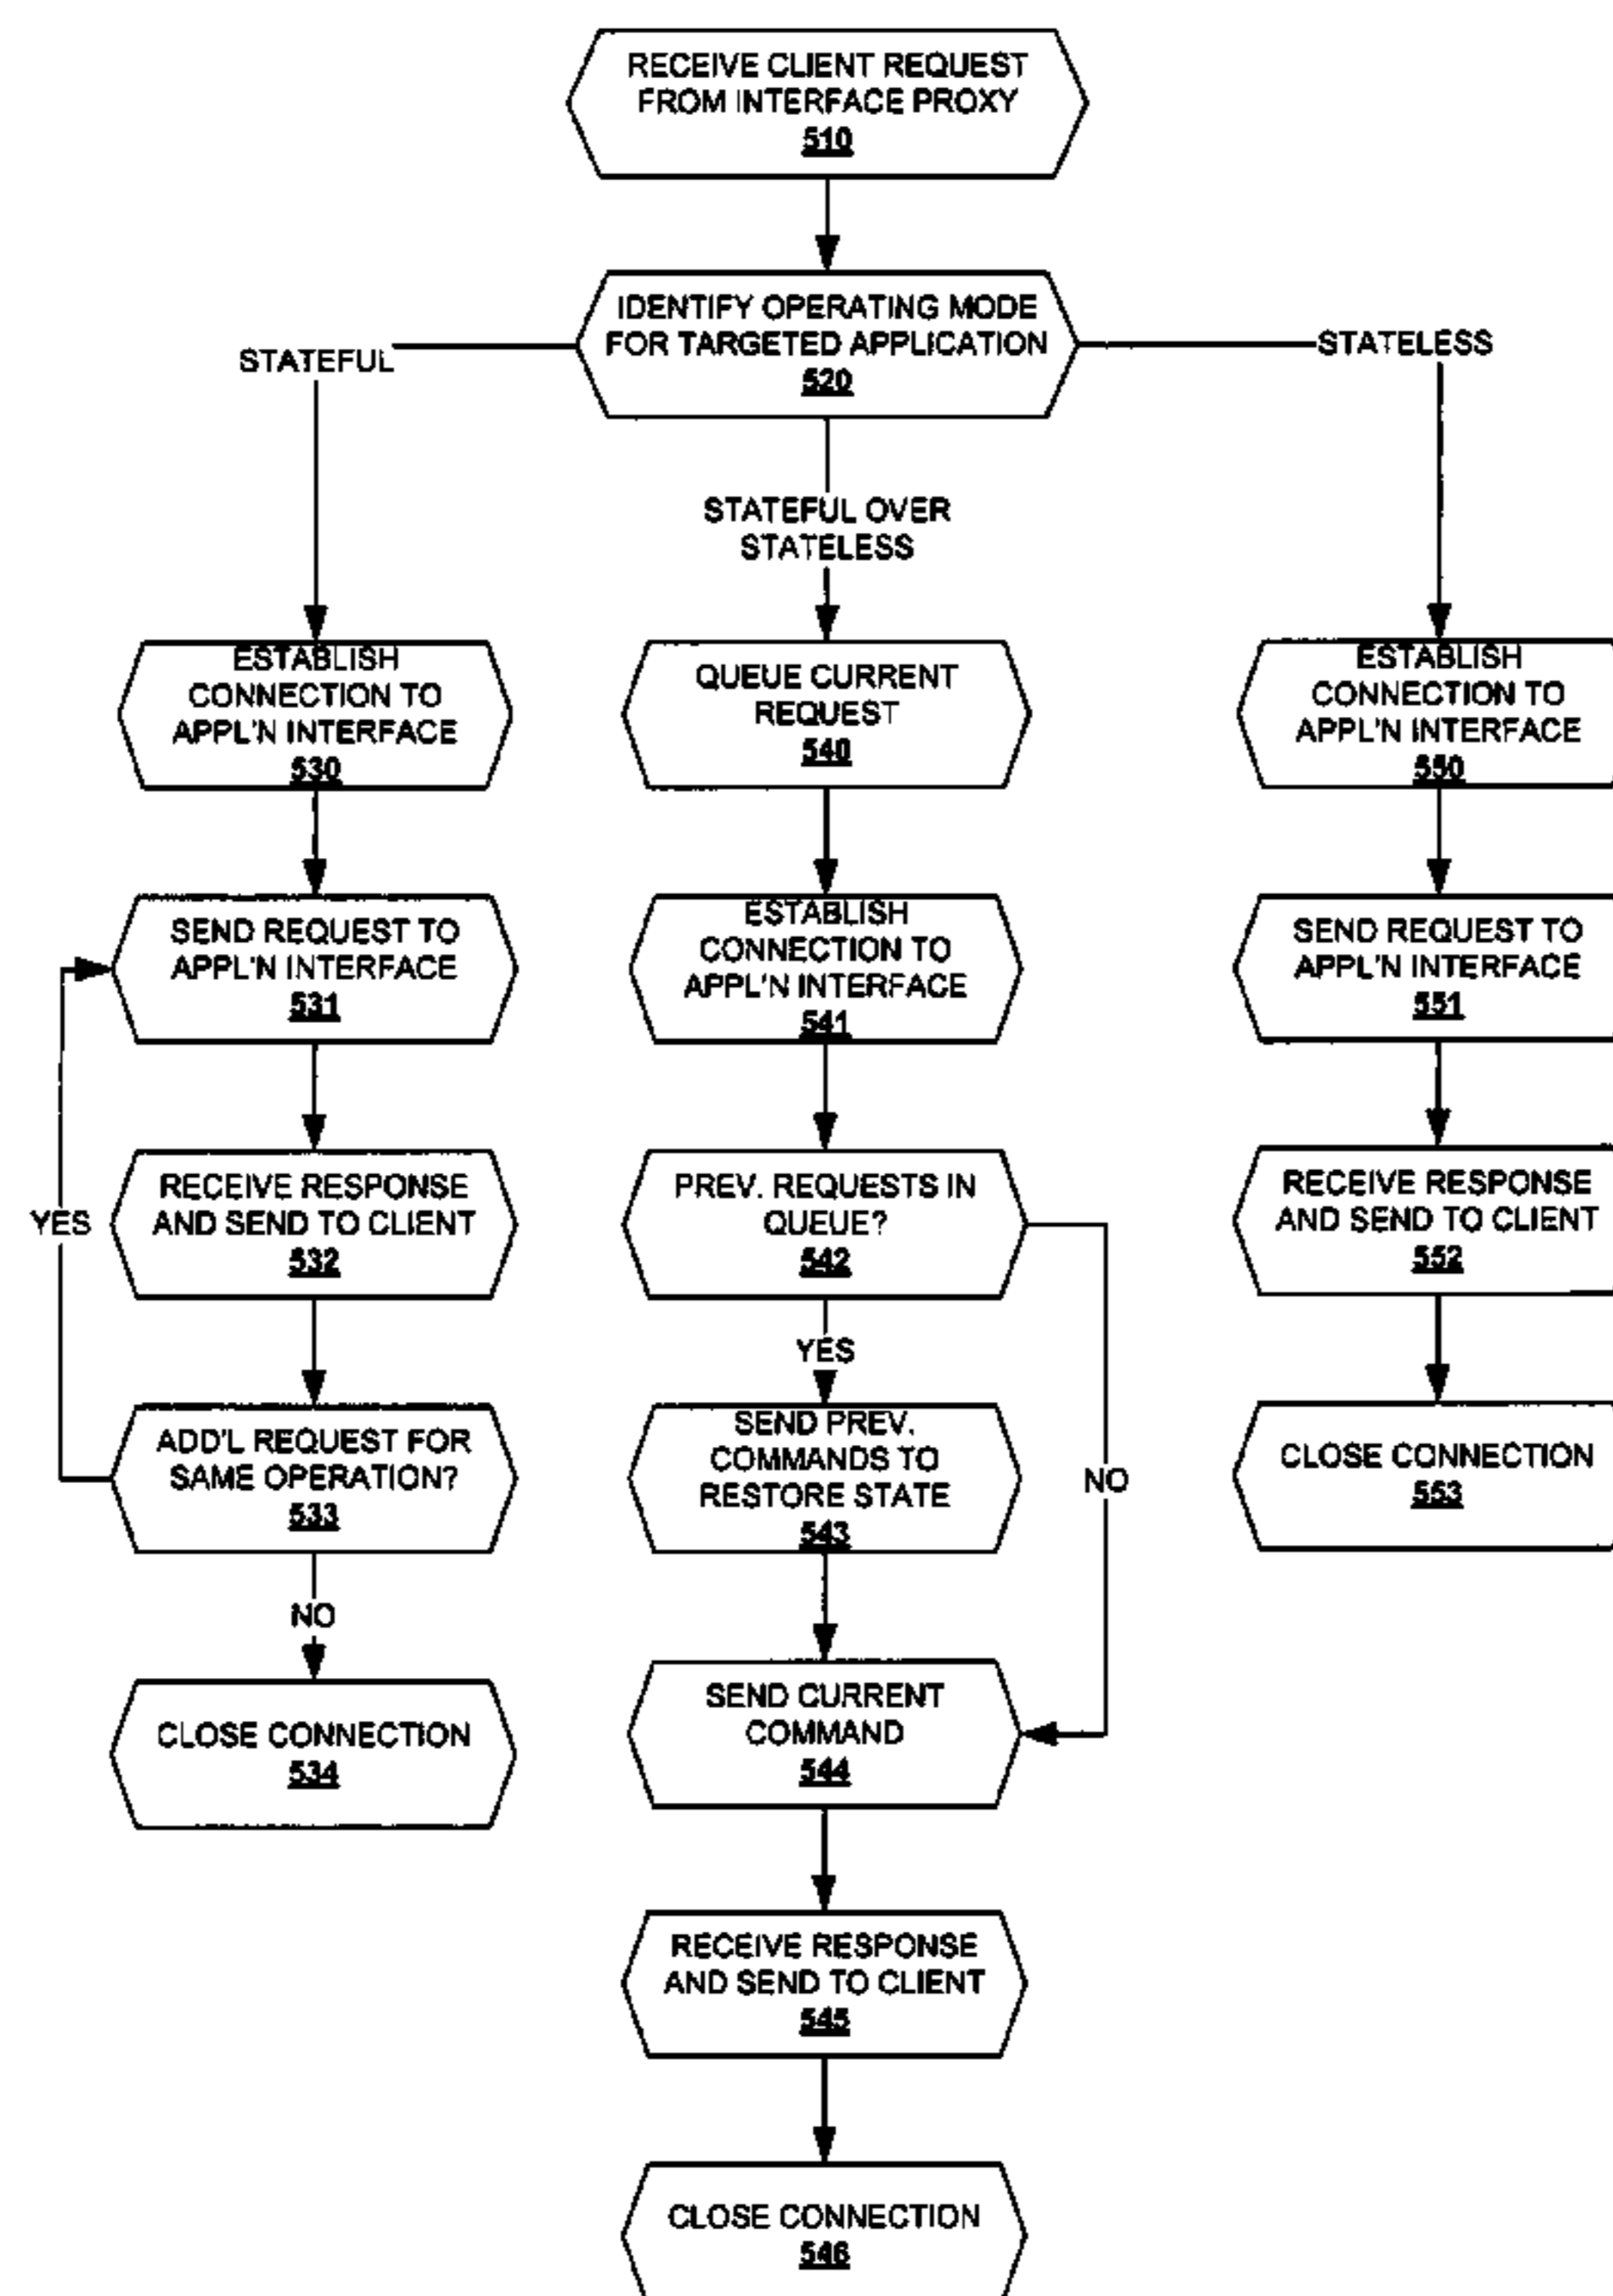 RECEIVE CLIENT REQUEST
FROM INTERFACE PROXY
510
IDENTIFY OPERATING MODE
FOR TARGETED APPLICATION
520
STATEFUL
STATEFUL OVER
STATELESS
STATELESS
ESTABLISH
CONNECTION TO
APPL'N INTERFACE
530
SEND REQUEST TO
APPL'N INTERFACE
531
RECEIVE RESPONSE
AND SEND TO CLIENT
532
YES
ADD'L REQUEST FOR
SAME OPERATION?
533
NO
CLOSE CONNECTION
534
QUEUE CURRENT
REQUEST
540
ESTABLISH
CONNECTION TO
APPL'N INTERFACE
541
PREV. REQUESTS IN
QUEUE?
542
YES
SEND PREV.
COMMANDS TO
RESTORE STATE
543
NO
SEND CURRENT
COMMAND
544
RECEIVE RESPONSE
AND SEND TO CLIENT
545
CLOSE CONNECTION
546
ESTABLISH
CONNECTION TO
APPL'N INTERFACE
550
SEND REQUEST TO
APPL'N INTERFACE
551
RECEIVE RESPONSE
AND SEND TO CLIENT
552
CLOSE CONNECTION
553